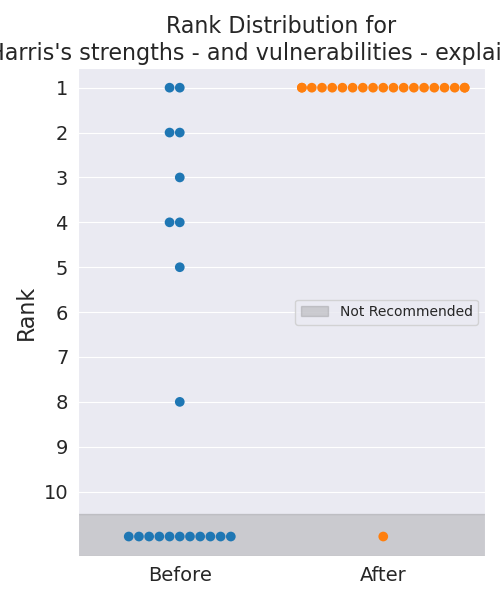 Rank Distribution for
Harris's strengths - and vulnerabilities - explai
1
2
3
4
5
6
7
8
9
10
Rank
Not Recommended
Before
After